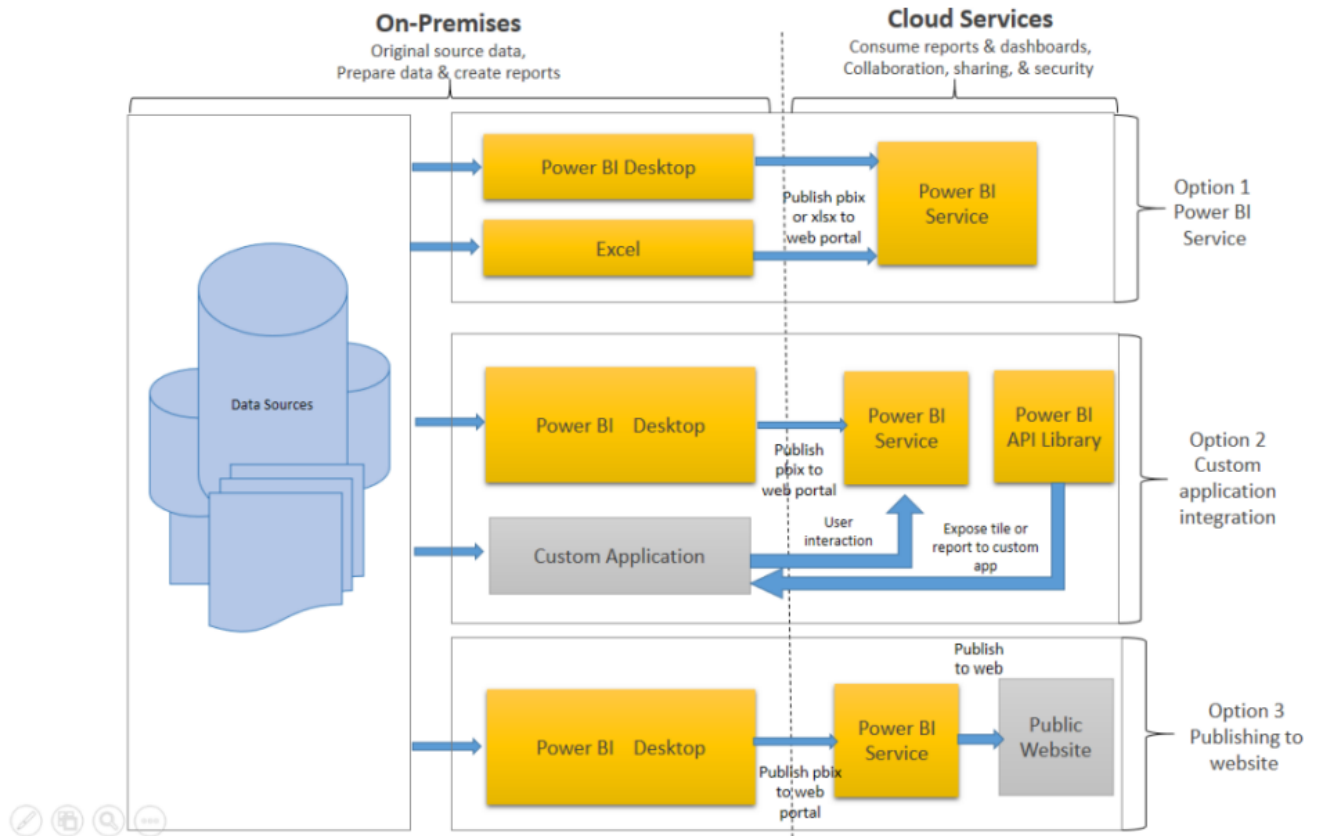 On-Premises
Original source data,
Prepare data & create reports
Cloud Services
Consume reports & dashboards,
Collaboration, sharing, & security
Data Sources
Power BI Desktop
Excel
Publish pbix
or xlsx to
web portal
Power BI
Service
Option 1
Power BI
Service
Power BI Desktop
Publish
pbix to
web portal
Power BI
Service
Power BI
API Library
Custom Application
User
interaction
Expose tile or
report to custom
app
Option 2
Custom
application
integration
Power BI Desktop
Publish pbix
to web
portal
Power BI
Service
Publish
to web
Public
Website
Option 3
Publishing to
website